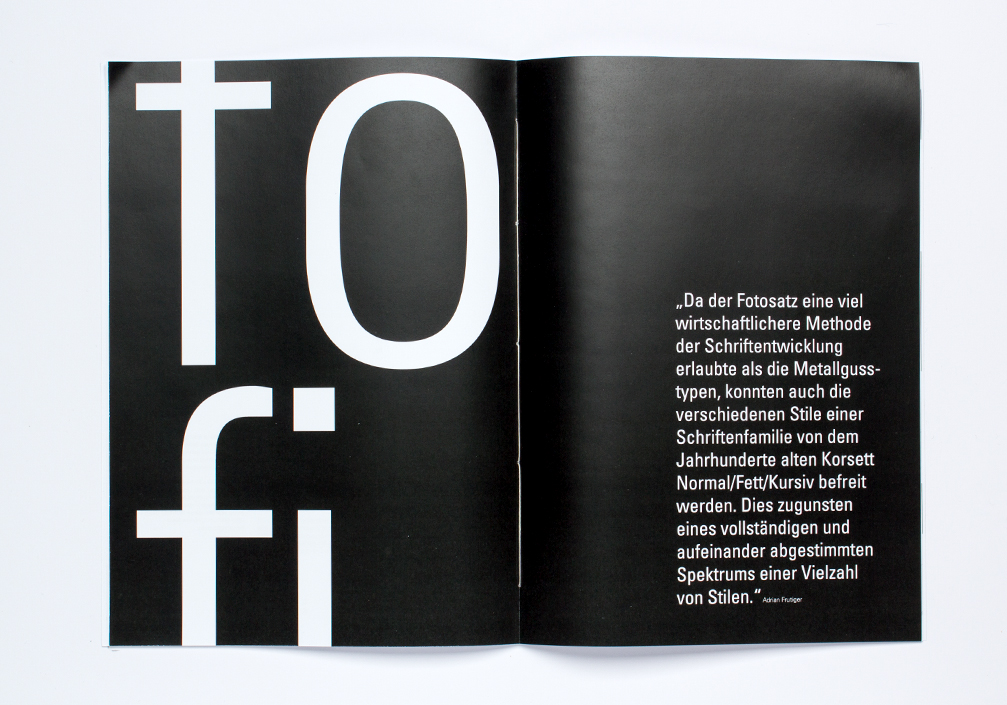 fo
fi
„Da der Fotosatz eine viel
wirtschaftlichere Methode
der Schriftentwicklung
erlaubte als die Metallguss-
typen, konnten auch die
verschiedenen Stile einer
Schriftenfamilie von dem
Jahrhunderte alten Korsett
Normal/Fett/Kursiv befreit
werden. Dies zugunsten
eines vollständigen und
aufeinander abgestimmten
Spektrums einer Vielzahl
von Stilen.“ Adrian Frutiger